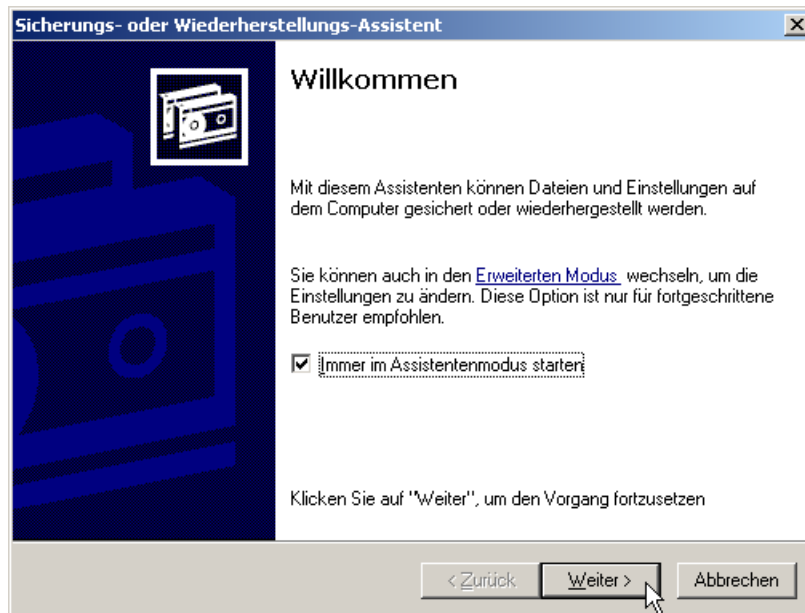 Sicherungs- oder Wiederherstellungs-Assistent
Willkommen
Mit diesem Assistenten können Dateien und Einstellungen auf
dem Computer gesichert oder wiederhergestellt werden.
Sie können auch in den Erweiterten Modus wechseln, um die
Einstellungen zu ändern. Diese Option ist nur für fortgeschrittene
Benutzer empfohlen.
Immer im Assistentenmodus starten
Klicken Sie auf "Weiter", um den Vorgang fortzusetzen
< Zurück Weiter > Abbrechen